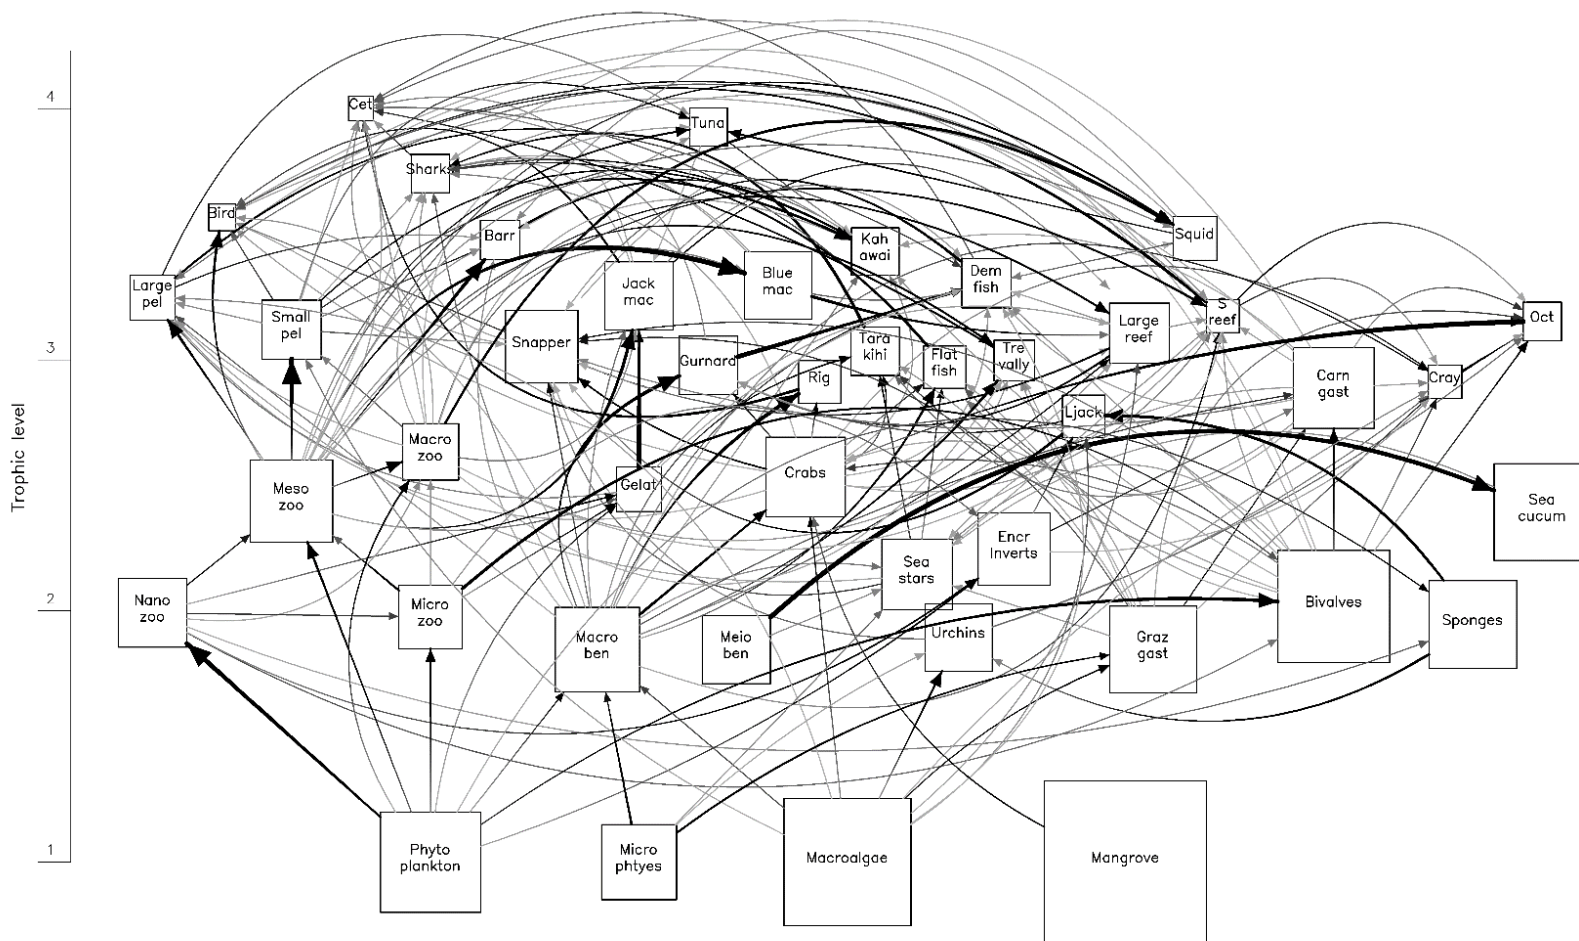 4
Cet
Tuna
Sharks
Bird
Barr
Squid
Kah
awai
Large
pel
Small
pel
Jack
mac
Blue
mac
Dem
fish
S
reef
Oct
3
Snapper
Gurnard
Tara
kihi
Flat
fish
Tre
vally
Large
reef
Rig
Ljack
Carn
gast
Cray
Trophic level
Macro
zoo
Meso
zoo
Gelat
Crabs
Sea
cucum
Encr
Inverts
Sea
stars
2
Nano
zoo
Micro
zoo
Macro
ben
Meio
ben
Urchins
Graz
gast
Bivalves
Sponges
1
Phyto
plankton
Micro
phtyes
Macroalgae
Mangrove